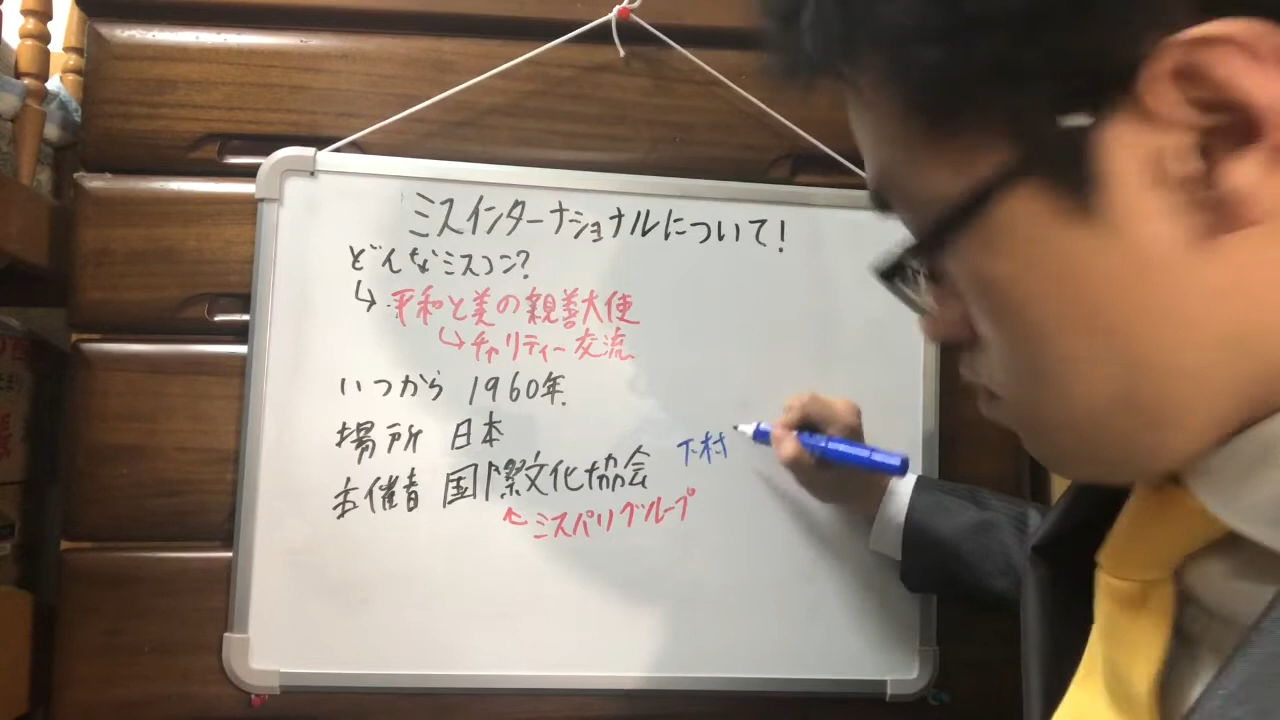 ミスインターナショナルについて!
どんなミスコン?
↳平和と美の親善大使
↳チャリティー交流
いつから 1960年
場所 日本
主催者 国際文化協会 下村
←ミスパリグループ